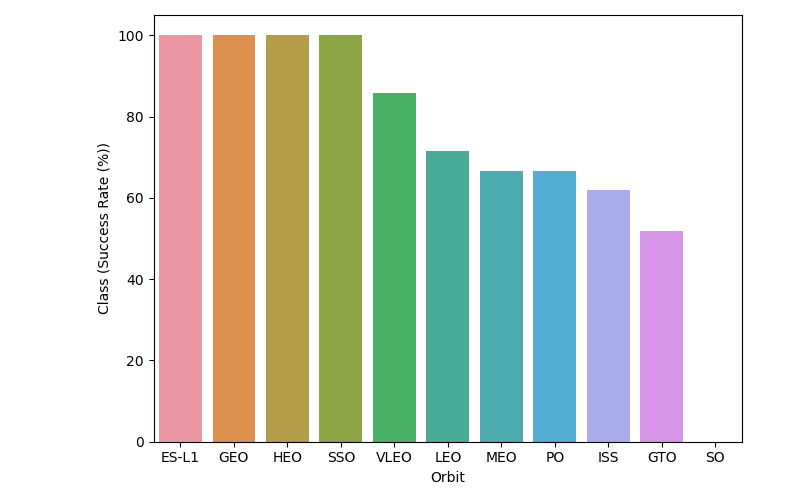 Class (Success Rate (%))
100
80
60
40
20
0
ES-L1 GEO HEO SSO VLEO LEO MEO PO ISS GTO SO
Orbit